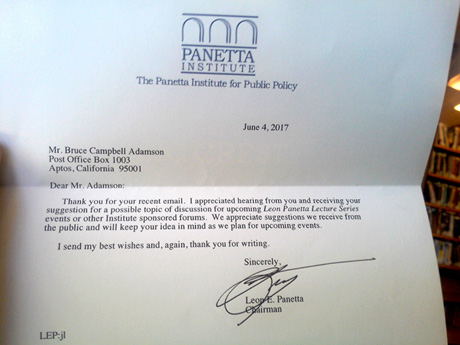 PANETTA
INSTITUTE
The Panetta Institute for Public Policy
June 4, 2017
Mr. Bruce Campbell Adamson
Post Office Box 1003
Aptos, California 95001
Dear Mr. Adamson:
Thank you for your recent email. I appreciated hearing from you and receiving your
suggestion for a possible topic of discussion for upcoming Leon Panetta Lecture Series
events or other Institute sponsored forums. We appreciate suggestions we receive from
the public and will keep your idea in mind as we plan for upcoming events.
I send my best wishes and, again, thank you for writing.
Sincerely,
Leon E. Panetta
Chairman
LEP:jl